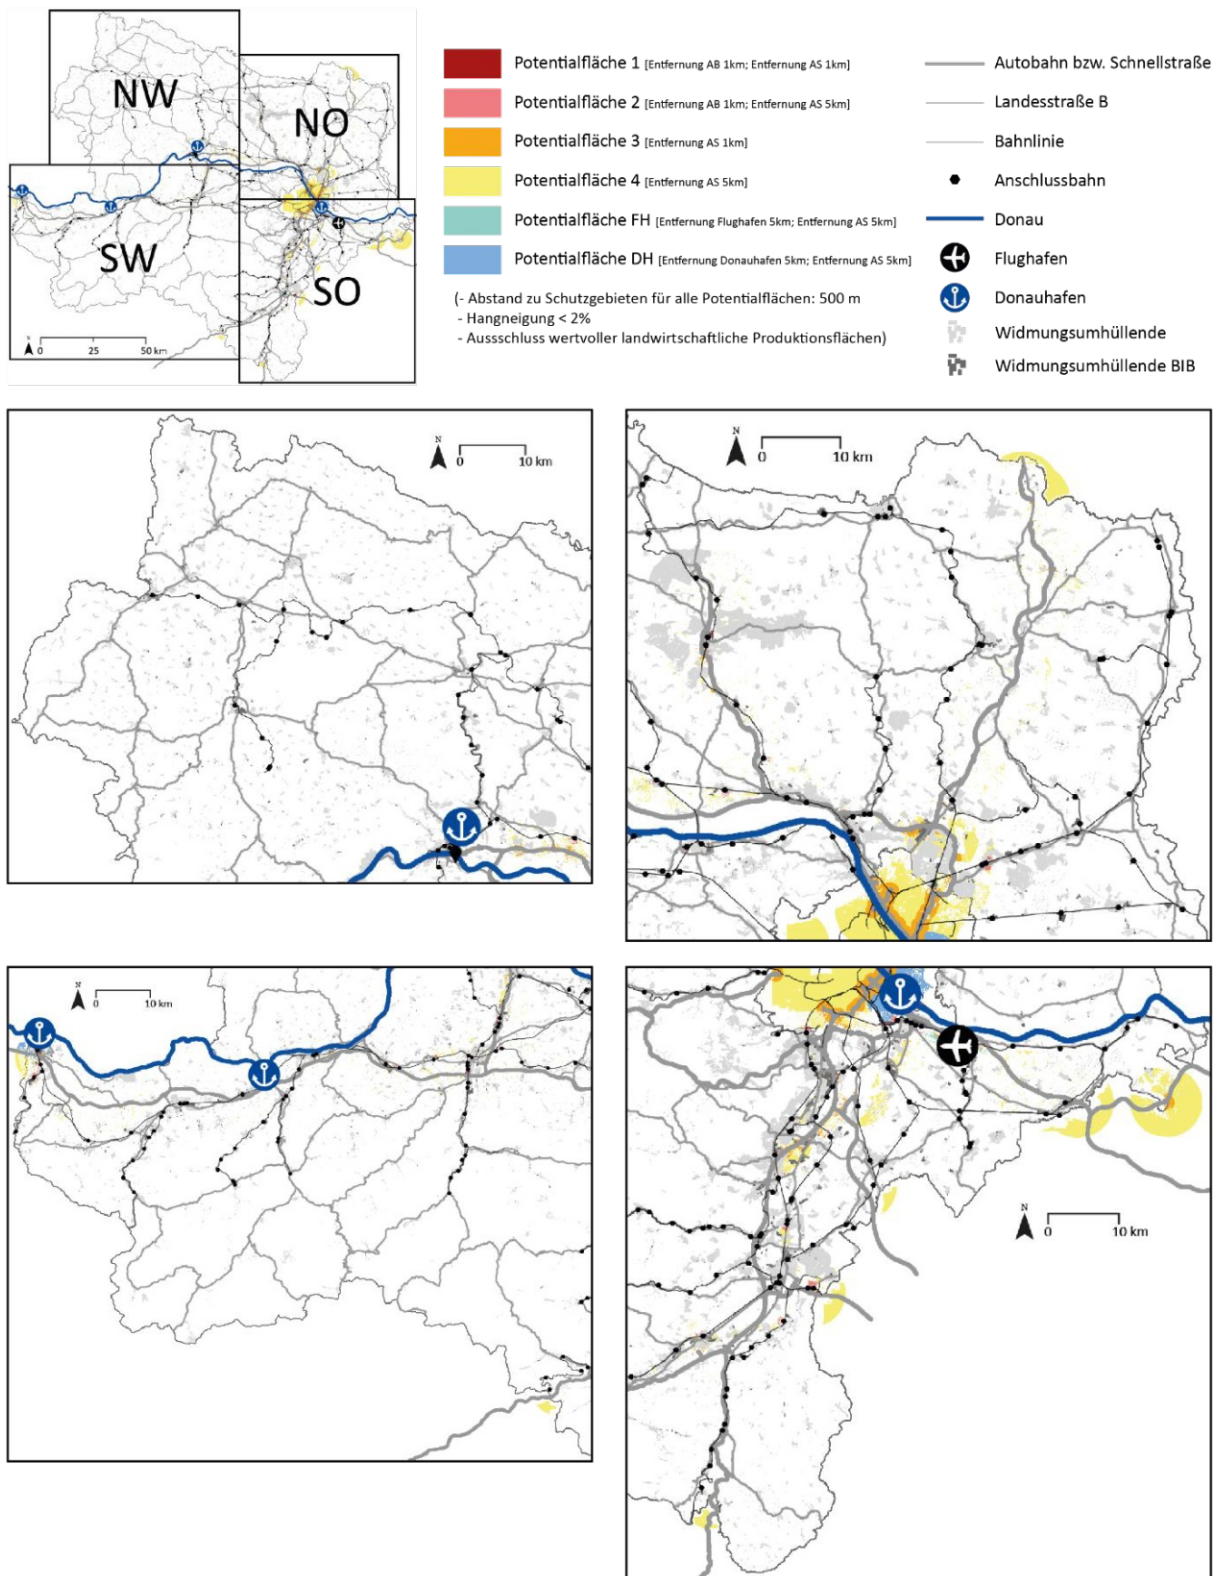 NW
NO
SW
SO
N
0 25 50 km
Potentialfläche 1 [Entfernung AB 1km; Entfernung AS 1km]
Potentialfläche 2 [Entfernung AB 1km; Entfernung AS 5km]
Potentialfläche 3 [Entfernung AS 1km]
Potentialfläche 4 [Entfernung AS 5km]
Potentialfläche FH [Entfernung Flughafen 5km; Entfernung AS 5km]
Potentialfläche DH [Entfernung Donauhafen 5km; Entfernung AS 5km]
(- Abstand zu Schutzgebieten für alle Potentialflächen: 500 m
- Hangneigung < 2%
- Aussschluss wertvoller landwirtschaftliche Produktionsflächen)
Autobahn bzw. Schnellstraße
Landesstraße B
Bahnlinie
Anschlussbahn
Donau
Flughafen
Donauhafen
Widmungsumhüllende
Widmungsumhüllende BIB
N
0 10 km
N
0 10 km
N
0 10 km
N
0 10 km